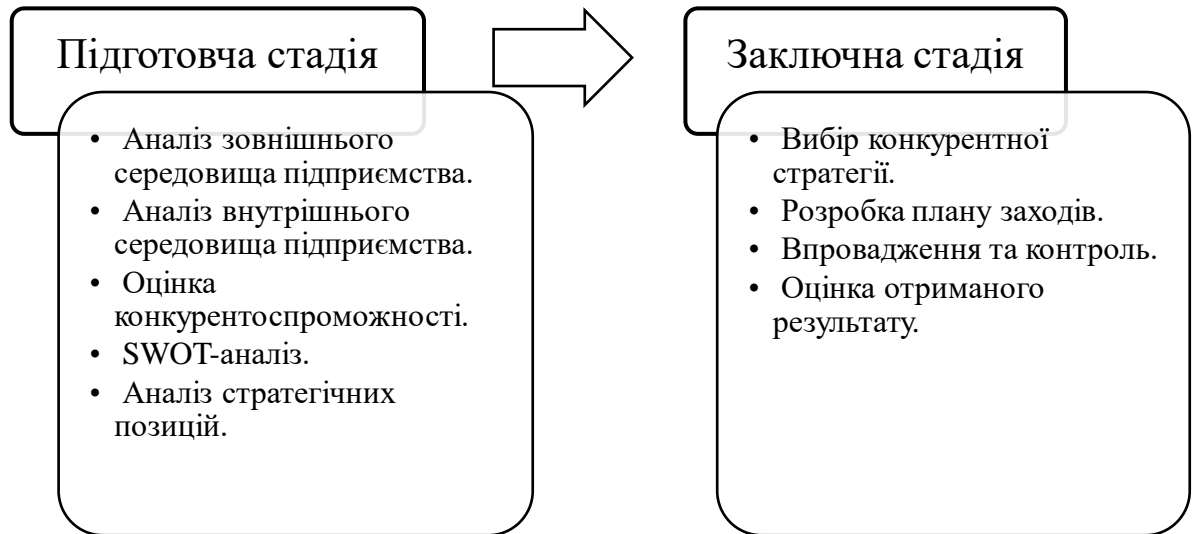 Підготовча стадія
• Аналіз зовнішнього
середовища підприємства.
• Аналіз внутрішнього
середовища підприємства.
• Оцінка
конкурентоспроможності.
• SWOT-аналіз.
• Аналіз стратегічних
позицій.
Заключна стадія
• Вибір конкурентної
стратегії.
• Розробка плану заходів.
• Впровадження та контроль.
• Оцінка отриманого
результату.